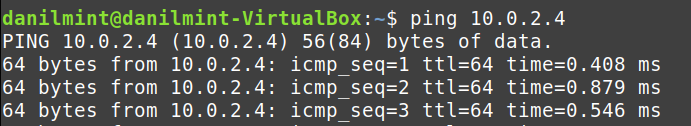 danilmint@danilmint-VirtualBox:~$ ping 10.0.2.4
PING 10.0.2.4 (10.0.2.4) 56(84) bytes of data.
64 bytes from 10.0.2.4: icmp_seq=1 ttl=64 time=0.408 ms
64 bytes from 10.0.2.4: icmp_seq=2 ttl=64 time=0.879 ms
64 bytes from 10.0.2.4: icmp_seq=3 ttl=64 time=0.546 ms